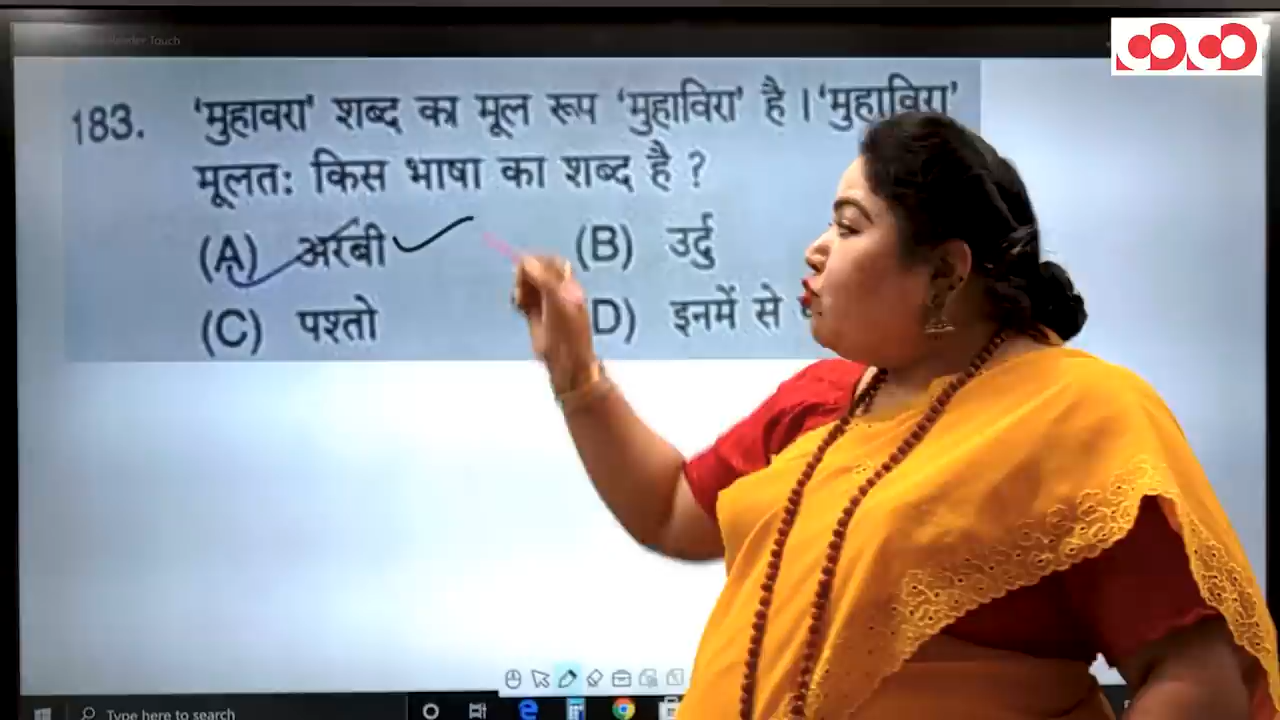 183. 'मुहावरा' शब्द का मूल रूप 'मुहाविरा' है । 'मुहाविरा'
मूलतः किस भाषा का शब्द है ?
(A) अरबी (B) उर्दु
(C) पश्तो D) इनमें से
Type here to search